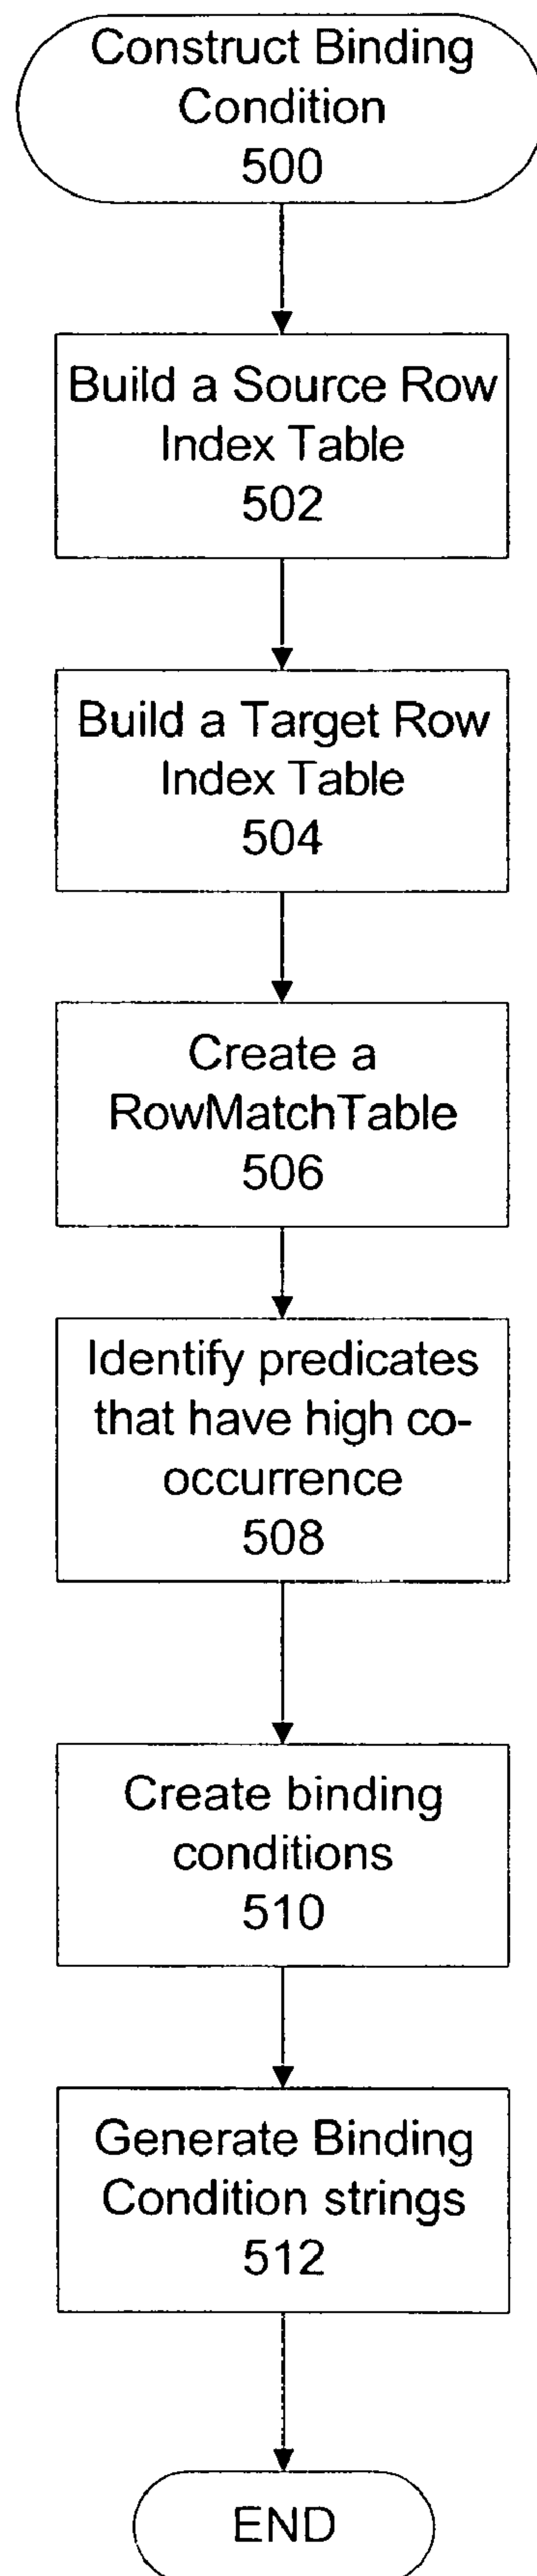 Construct Binding
Condition
500
Build a Source Row
Index Table
502
Build a Target Row
Index Table
504
Create a
RowMatchTable
506
Identify predicates
that have high co-
occurrence
508
Create binding
conditions
510
Generate Binding
Condition strings
512
END